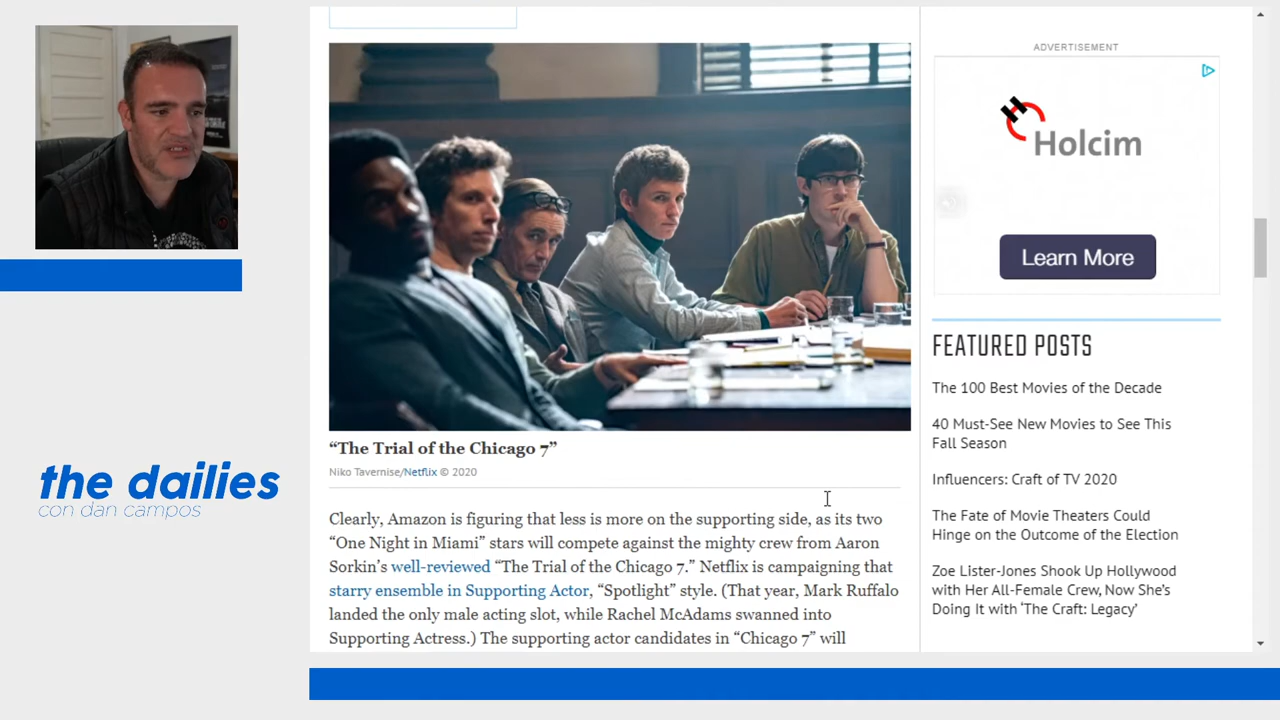 the dailies
con dan campos
“The Trial of the Chicago 7”
Niko Tavernise/Netflix © 2020
Clearly, Amazon is figuring that less is more on the supporting side, as its two
“One Night in Miami” stars will compete against the mighty crew from Aaron
Sorkin’s well-reviewed “The Trial of the Chicago 7.” Netflix is campaigning that
starry ensemble in Supporting Actor, “Spotlight” style. (That year, Mark Ruffalo
landed the only male acting slot, while Rachel McAdams swanned into
Supporting Actress.) The supporting actor candidates in “Chicago 7” will
ADVERTISEMENT
Holcim
Learn More
FEATURED POSTS
The 100 Best Movies of the Decade
40 Must-See New Movies to See This
Fall Season
Influencers: Craft of TV 2020
The Fate of Movie Theaters Could
Hinge on the Outcome of the Election
Zoe Lister-Jones Shook Up Hollywood
with Her All-Female Crew, Now She’s
Doing It with ‘The Craft: Legacy’